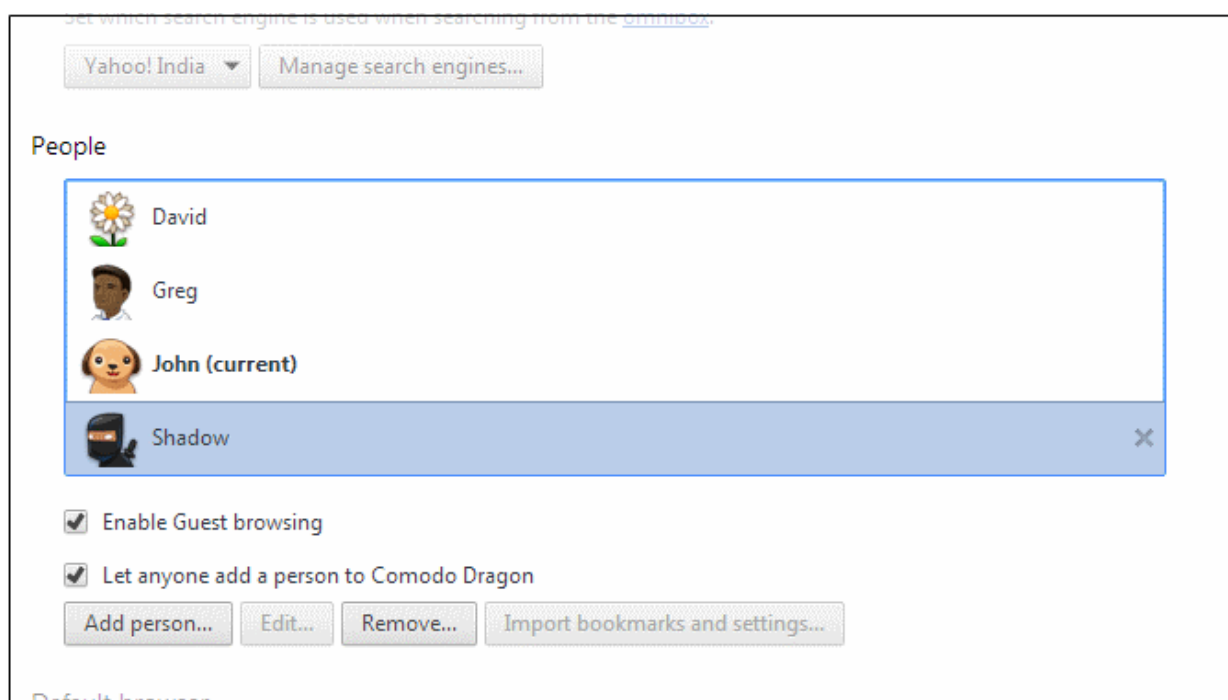 Set which search engine is used when searching from the omnibox.
Yahoo! India Manage search engines...
People
David
Greg
John (current)
Shadow
Enable Guest browsing
Let anyone add a person to Comodo Dragon
Add person... Edit... Remove... Import bookmarks and settings...
Default browser